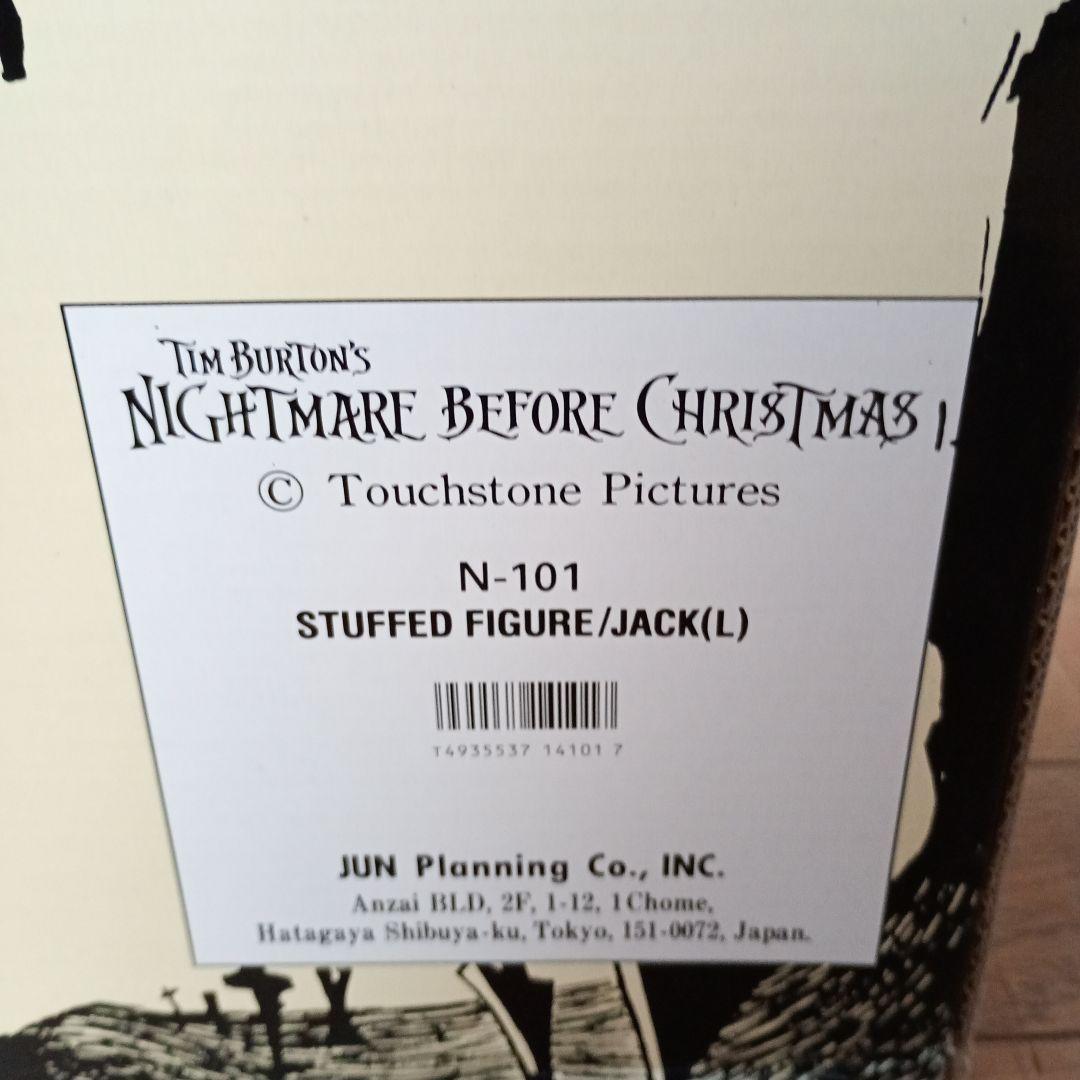 TIM BURTON'S
NIGHTMARE BEFORE CHRISTMAS
© Touchstone Pictures
N-101
STUFFED FIGURE/JACK(L)
T4935537 14101 7
JUN Planning Co., INC.
Anzai BLD, 2F, 1-12, 1Chome,
Hatagaya Shibuya-ku, Tokyo, 151-0072, Japan.